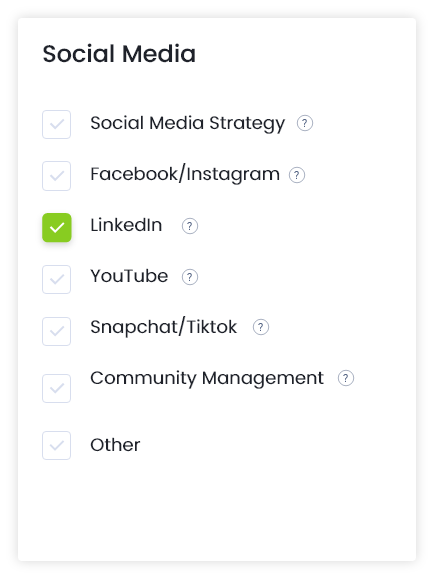 Social Media
Social Media Strategy ?
Facebook/Instagram ?
LinkedIn ?
YouTube ?
Snapchat/Tiktok ?
Community Management ?
Other